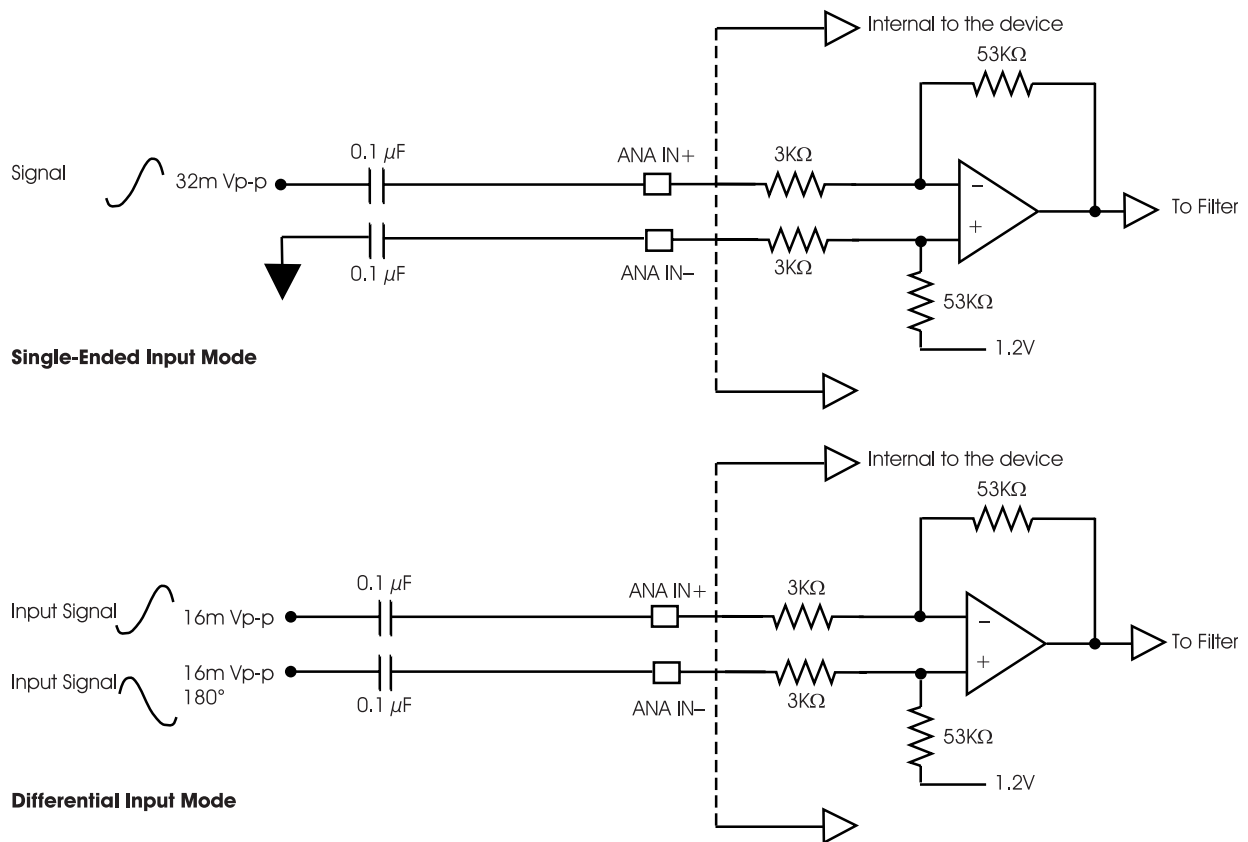 Internal to the device
53KΩ
0.1 µF
ANA IN+
3KΩ
Signal
32m Vp-p
−
To Filter
+
0.1 µF
ANA IN−
3KΩ
53KΩ
1.2V
Single-Ended Input Mode
Internal to the device
53KΩ
0.1 µF
ANA IN+
3KΩ
Input Signal
16m Vp-p
−
To Filter
Input Signal
16m Vp-p
180°
+
0.1 µF
ANA IN−
3KΩ
53KΩ
1.2V
Differential Input Mode